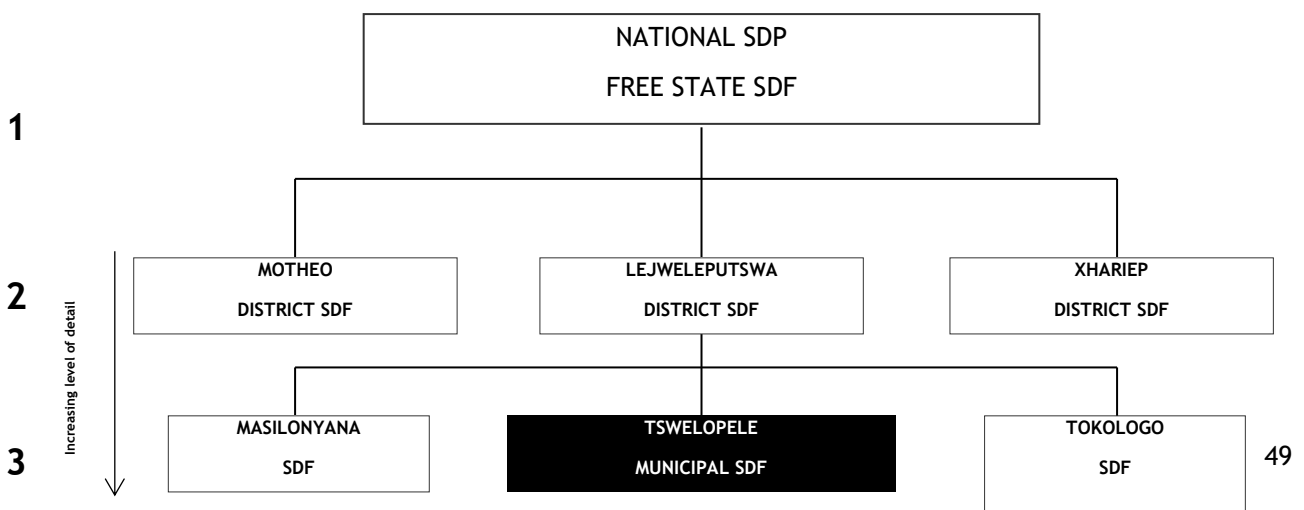 NATIONAL SDP
FREE STATE SDF
1
MOTHEO
DISTRICT SDF
LEJWELEPUTSWA
DISTRICT SDF
XHARIEP
DISTRICT SDF
2
Increasing level of detail
MASILONYANA
SDF
TSWELOPELE
MUNICIPAL SDF
TOKOLOGO
SDF
3
49